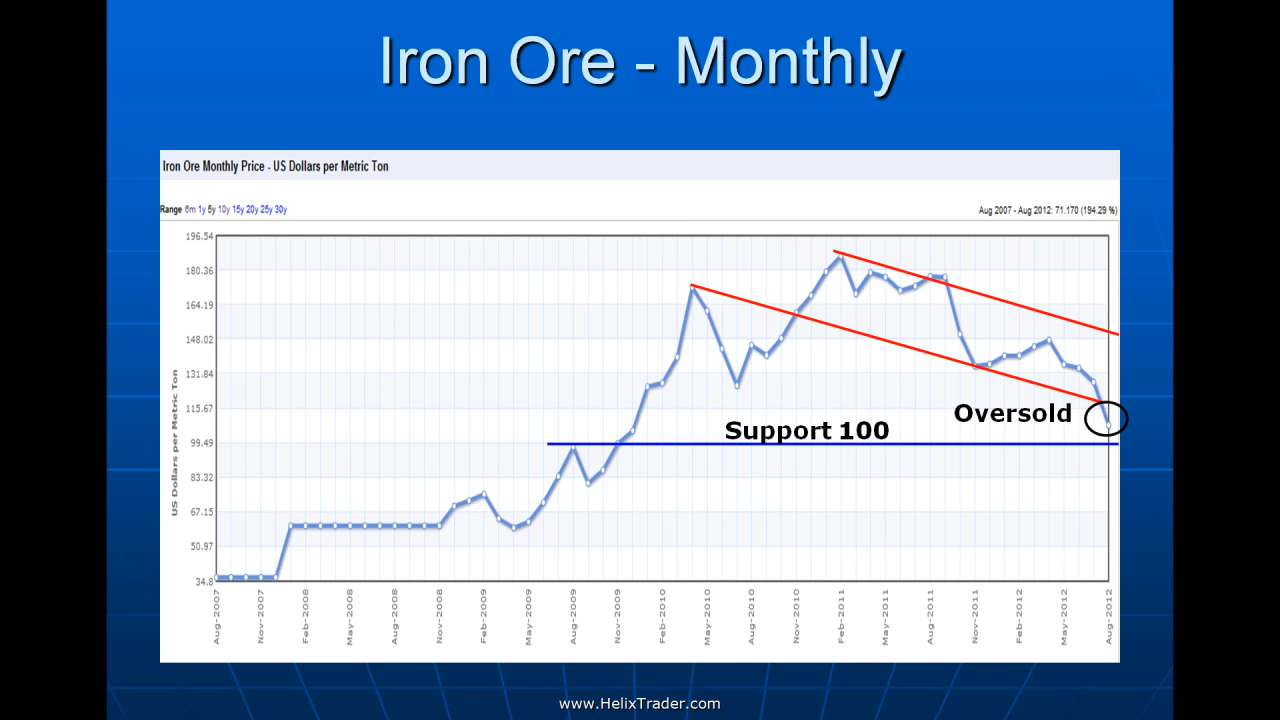 Iron Ore - Monthly
Iron Ore Monthly Price - US Dollars per Metric Ton
Range 6m 1y 5y 10y 15y 20y 25y 30y
Aug 2007 - Aug 2012: 71.170 (194.29 %)
196.54
180.36
164.19
148.02
131.84
115.67
99.49
83.32
67.15
50.97
34.8
US Dollars per Metric Ton
Oversold
Support 100
Aug-2007
Nov-2007
Feb-2008
May-2008
Aug-2008
Nov-2008
Feb-2009
May-2009
Aug-2009
Nov-2009
Feb-2010
May-2010
Aug-2010
Nov-2010
Feb-2011
May-2011
Aug-2011
Nov-2011
Feb-2012
May-2012
Aug-2012
www.HelixTrader.com